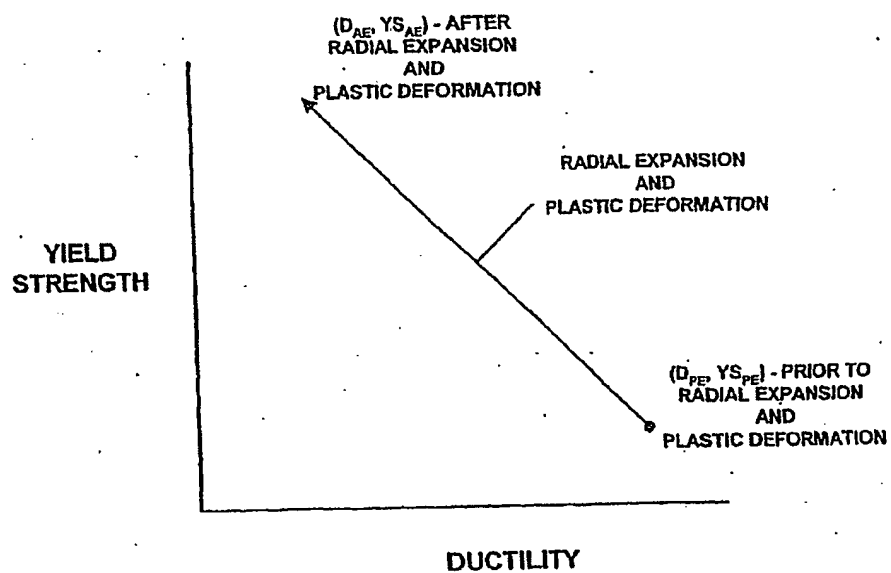 (D_AE, YS_AE) - AFTER
RADIAL EXPANSION
AND
PLASTIC DEFORMATION
RADIAL EXPANSION
AND
PLASTIC DEFORMATION
YIELD
STRENGTH
(D_PE, YS_PE) - PRIOR TO
RADIAL EXPANSION
AND
PLASTIC DEFORMATION
DUCTILITY